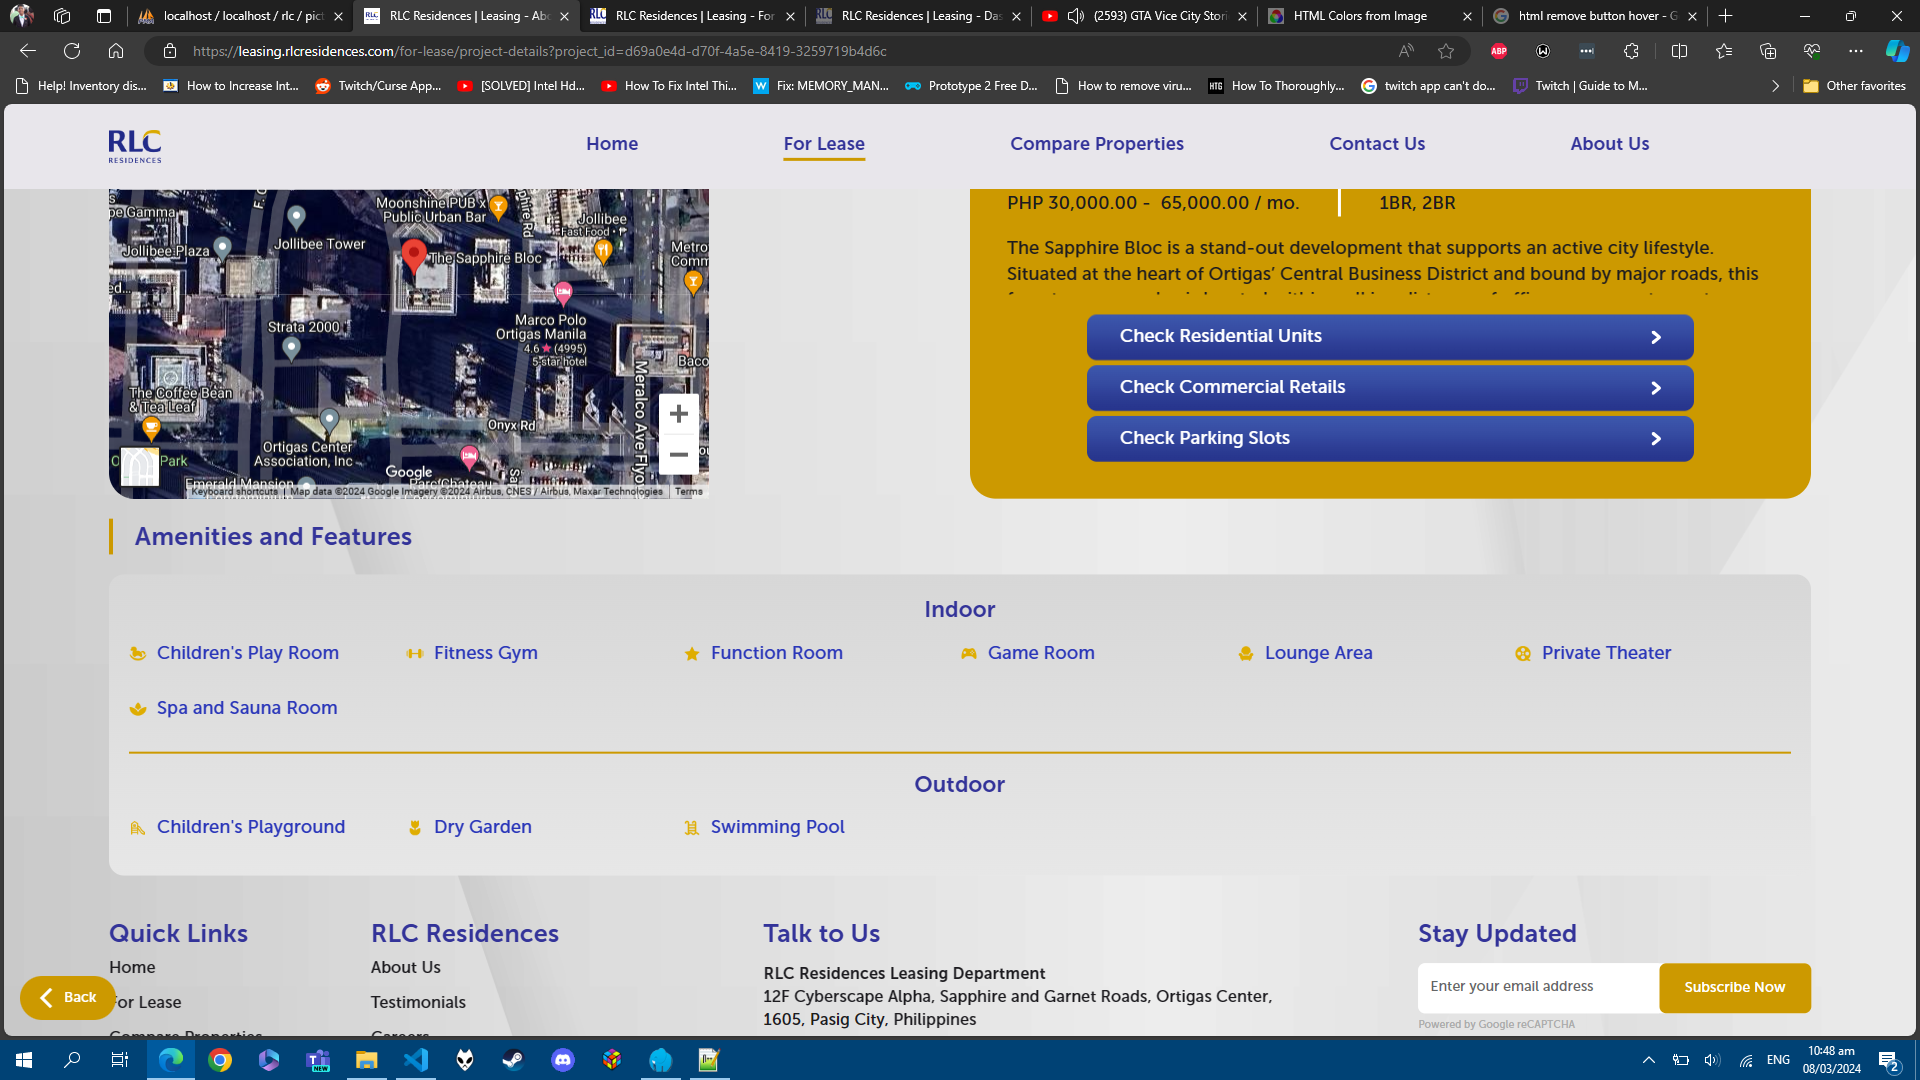 localhost / localhost / rlc / pict
RLC Residences | Leasing - Abo
RLC Residences | Leasing - For
RLC Residences | Leasing - Das
(2593) GTA Vice City Stori
HTML Colors from Image
html remove button hover - G
https://leasing.rlcresidences.com/for-lease/project-details?project_id=d69a0e4d-d70f-4a5e-8419-3259719b4d6c
Help! Inventory dis...
How to Increase Int...
Twitch/Curse App...
[SOLVED] Intel Hd...
How To Fix Intel Thi...
Fix: MEMORY_MAN...
Prototype 2 Free D...
How to remove viru...
How To Thoroughly...
twitch app can't do...
Twitch | Guide to M...
Other favorites
RLC
RESIDENCES
Home
For Lease
Compare Properties
Contact Us
About Us
pe Gamma
Moonshine PUB x
Public Urban Bar
Jollibee
Fast Food • 1
Jollibee Plaza
Jollibee Tower
The Sapphire Bloc
Metro
Comm
ed...
Strata 2000
Marco Polo
Ortigas Manila
4.6 ★ (4995)
5-star hotel
Baco
The Coffee Bean
& Tea Leaf
Meralco Ave Flyo
Onyx Rd
Ortigas Center
Association, Inc
Park
Google
Emerald Mansion
Parc Chateau
Condominium
Keyboard shortcuts
Map data ©2024 Google Imagery ©2024 Airbus, CNES / Airbus, Maxar Technologies
Terms
PHP 30,000.00 - 65,000.00 / mo.
1BR, 2BR
The Sapphire Bloc is a stand-out development that supports an active city lifestyle.
Situated at the heart of Ortigas’ Central Business District and bound by major roads, this
Check Residential Units
Check Commercial Retails
Check Parking Slots
Amenities and Features
Indoor
Children's Play Room
Fitness Gym
Function Room
Game Room
Lounge Area
Private Theater
Spa and Sauna Room
Outdoor
Children's Playground
Dry Garden
Swimming Pool
Quick Links
Home
For Lease
Compare Properties
RLC Residences
About Us
Testimonials
Careers
Talk to Us
RLC Residences Leasing Department
12F Cyberscape Alpha, Sapphire and Garnet Roads, Ortigas Center,
1605, Pasig City, Philippines
Stay Updated
Enter your email address
Subscribe Now
Powered by Google reCAPTCHA
Back
ENG
10:48 am
08/03/2024
2